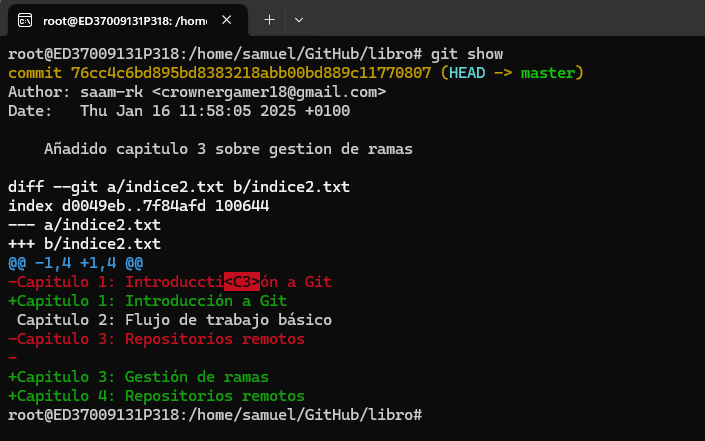 root@ED37009131P318: /home
root@ED37009131P318:/home/samuel/GitHub/libro# git show
commit 76cc4c6bd895bd8383218abb00bd889c11770807 (HEAD -> master)
Author: saam-rk <crownergamer18@gmail.com>
Date:   Thu Jan 16 11:58:05 2025 +0100
    Añadido capitulo 3 sobre gestion de ramas
diff --git a/indice2.txt b/indice2.txt
index d0049eb..7f84afd 100644
--- a/indice2.txt
+++ b/indice2.txt
@@ -1,4 +1,4 @@
-Capitulo 1: Introduccti<C3>ón a Git
+Capitulo 1: Introducción a Git
 Capitulo 2: Flujo de trabajo básico
-Capitulo 3: Repositorios remotos
-
+Capitulo 3: Gestión de ramas
+Capitulo 4: Repositorios remotos
root@ED37009131P318:/home/samuel/GitHub/libro#